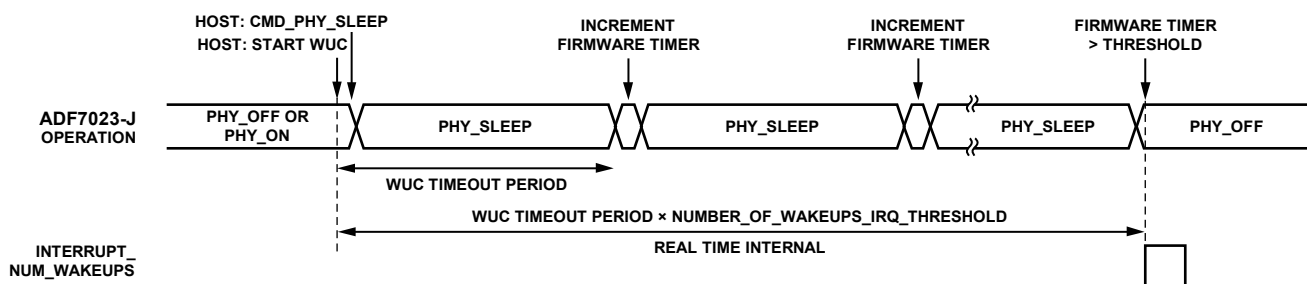 HOST: CMD_PHY_SLEEP
HOST: START WUC
INCREMENT
FIRMWARE TIMER
INCREMENT
FIRMWARE TIMER
FIRMWARE TIMER
> THRESHOLD
ADF7023-J
OPERATION
PHY_OFF OR
PHY_ON
PHY_SLEEP
PHY_SLEEP
PHY_SLEEP
PHY_OFF
WUC TIMEOUT PERIOD
WUC TIMEOUT PERIOD × NUMBER_OF_WAKEUPS_IRQ_THRESHOLD
REAL TIME INTERNAL
INTERRUPT_
NUM_WAKEUPS